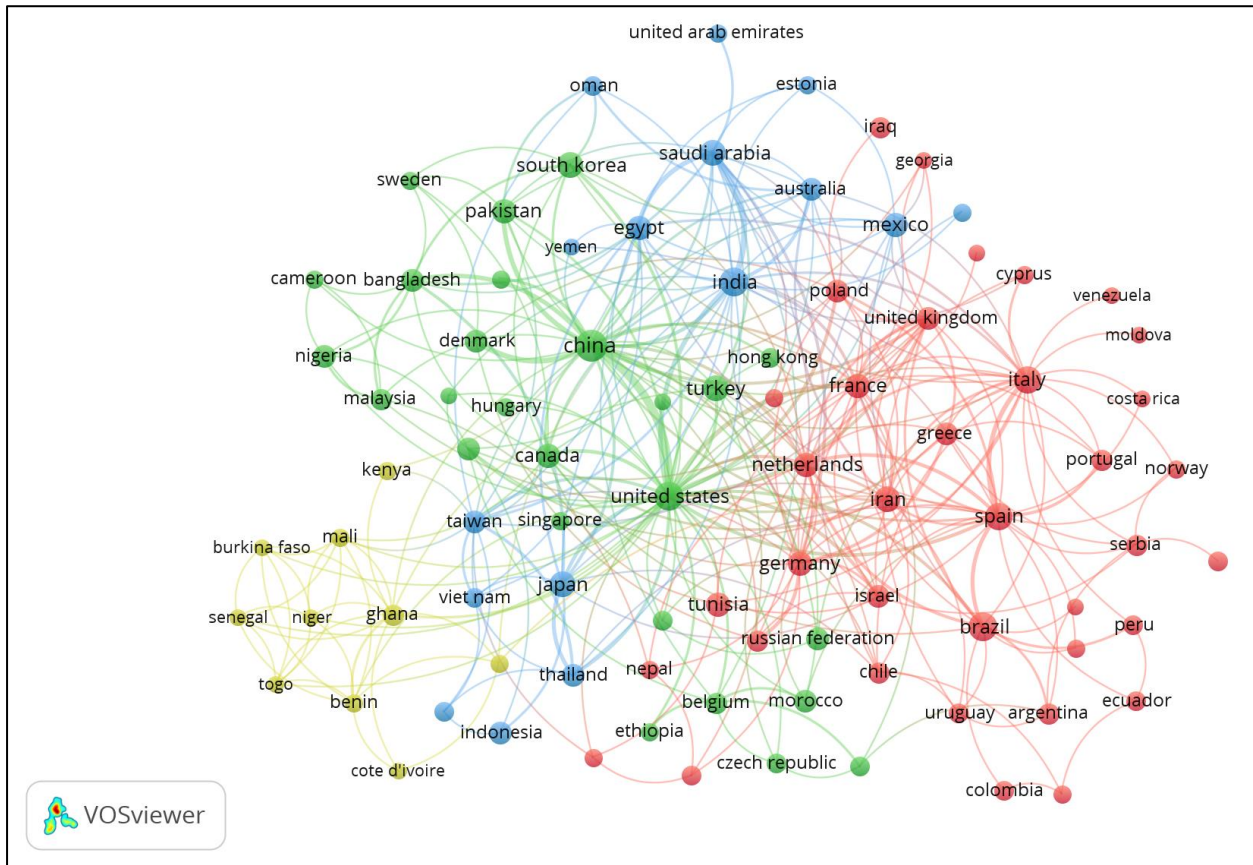 united arab emirates
oman
estonia
iraq
south korea
saudi arabia
georgia
sweden
australia
pakistan
egypt
mexico
yemen
cameroon
bangladesh
india
poland
cyprus
venezuela
united kingdom
nigeria
denmark
china
hong kong
moldova
malaysia
hungary
turkey
france
italy
costa rica
greece
kenya
canada
netherlands
portugal
norway
united states
iran
taiwan
singapore
spain
burkina faso
mali
serbia
germany
japan
viet nam
senegal
niger
ghana
tunisia
israel
brazil
peru
russian federation
togo
benin
thailand
nepal
chile
belgium
morocco
uruguay
argentina
ecuador
indonesia
ethiopia
cote d'ivoire
czech republic
colombia
VOSviewer